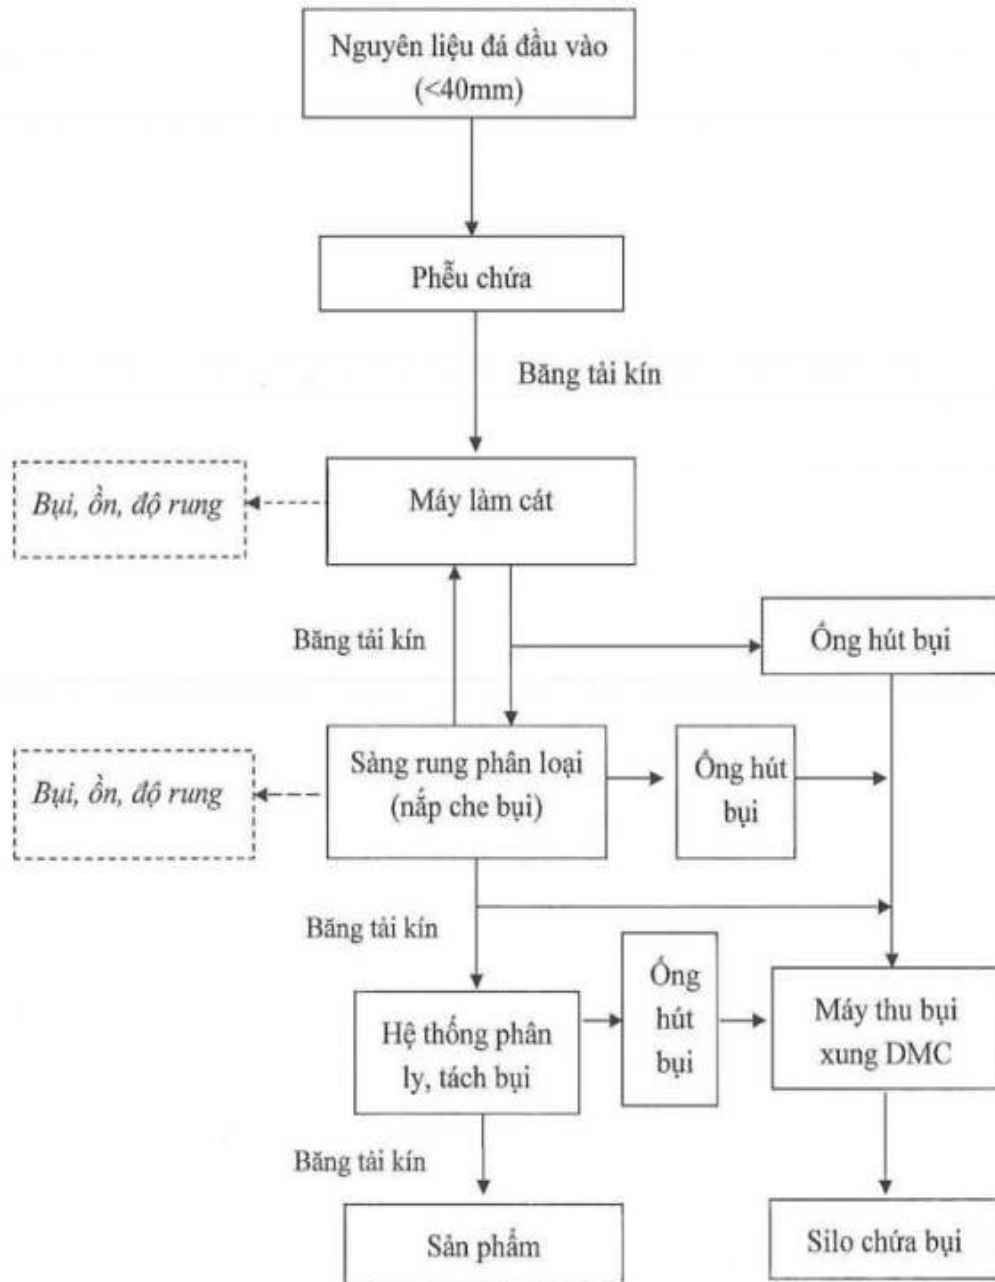 Nguyên liệu đá đầu vào
(<40mm)
Phễu chứa
Băng tải kín
Bụi, ồn, độ rung
Máy làm cát
Băng tải kín
Ống hút bụi
Bụi, ồn, độ rung
Sàng rung phân loại
(nắp che bụi)
Ống hút
bụi
Băng tải kín
Hệ thống phân
ly, tách bụi
Ống
hút
bụi
Máy thu bụi
xung DMC
Băng tải kín
Sản phẩm
Silo chứa bụi